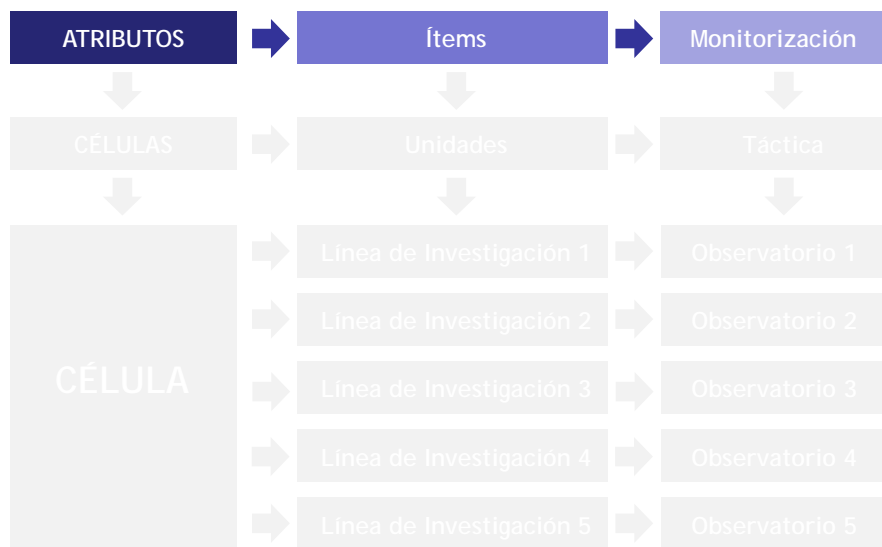 ATRIBUTOS
Ítems
Monitorización
CÉLULAS
Unidades
Táctica
CÉLULA
Línea de Investigación 1
Observatorio 1
Línea de Investigación 2
Observatorio 2
Línea de Investigación 3
Observatorio 3
Línea de Investigación 4
Observatorio 4
Línea de Investigación 5
Observatorio 5